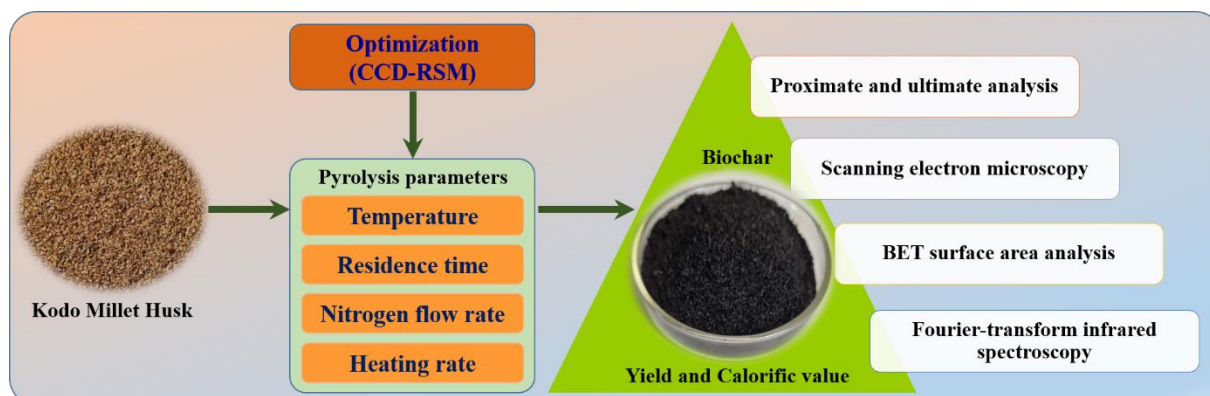 Optimization
(CCD-RSM)
Pyrolysis parameters
Temperature
Residence time
Nitrogen flow rate
Heating rate
Kodo Millet Husk
Biochar
Yield and Calorific value
Proximate and ultimate analysis
Scanning electron microscopy
BET surface area analysis
Fourier-transform infrared
spectroscopy